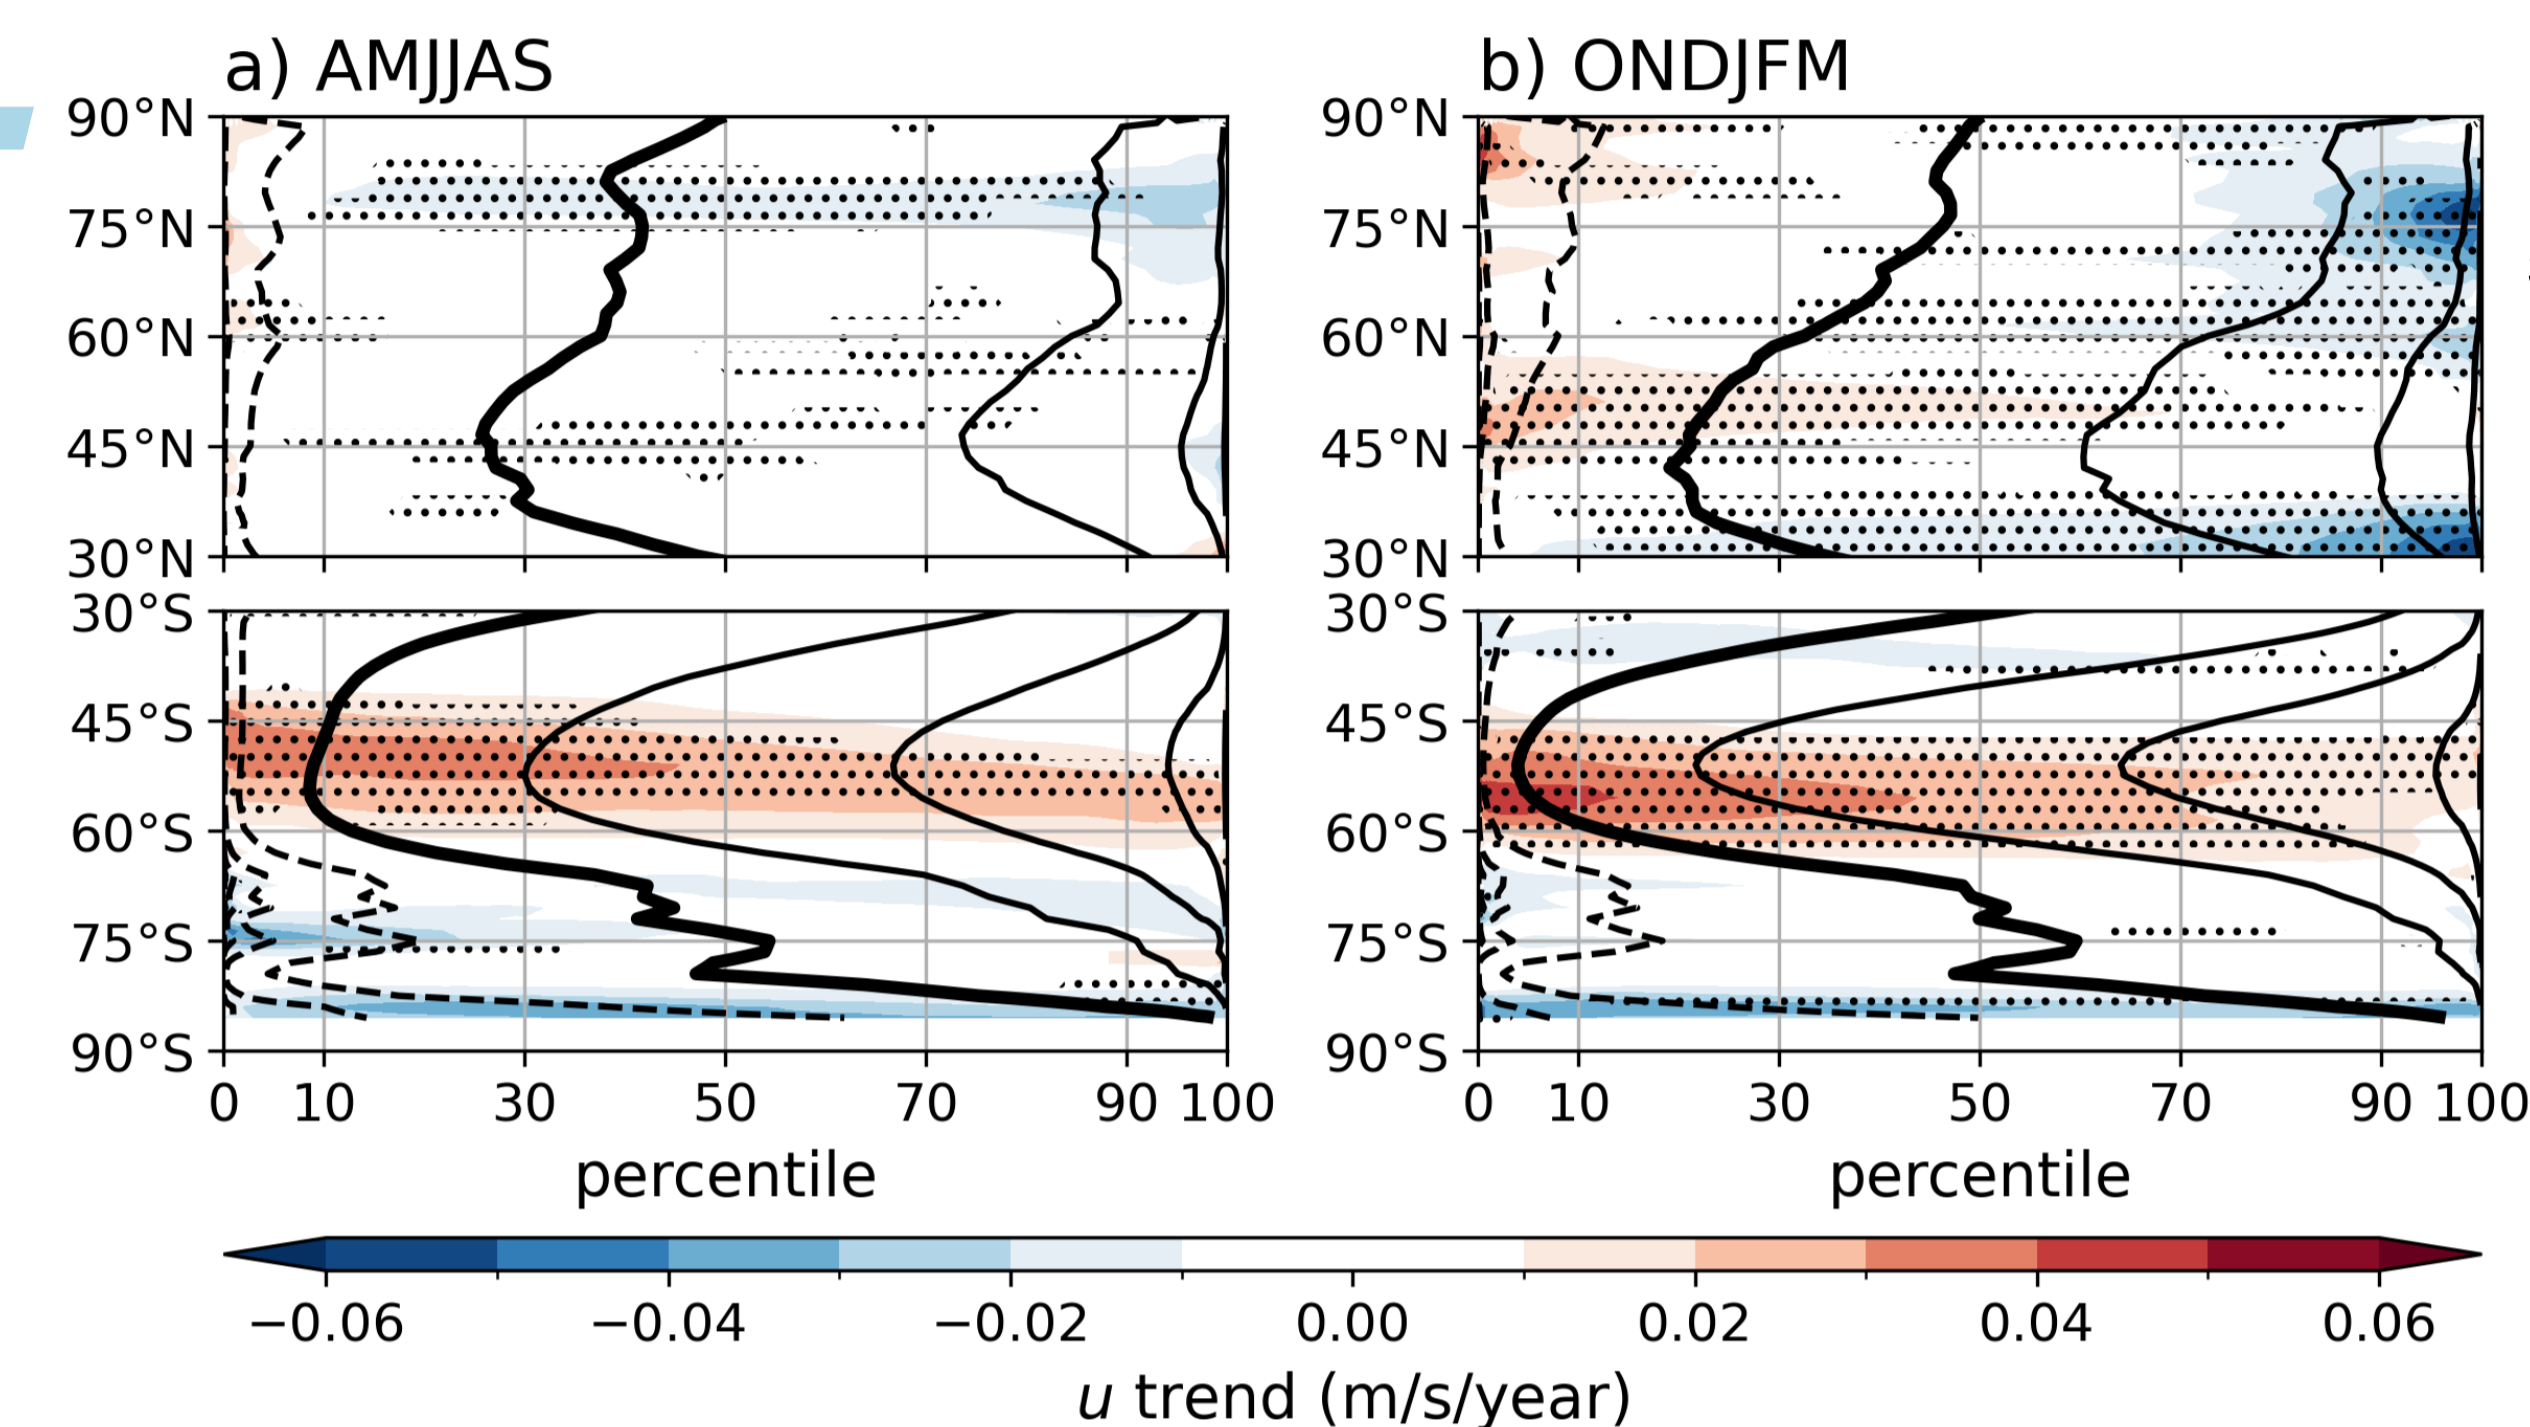 a) AMJJAS
b) ONDJFM
90°N
75°N
60°N
45°N
30°N
90°N
75°N
60°N
45°N
30°N
30°S
45°S
60°S
75°S
90°S
30°S
45°S
60°S
75°S
90°S
0 10 30 50 70 90 100
0 10 30 50 70 90 100
percentile
percentile
−0.06 −0.04 −0.02 0.00 0.02 0.04 0.06
u trend (m/s/year)